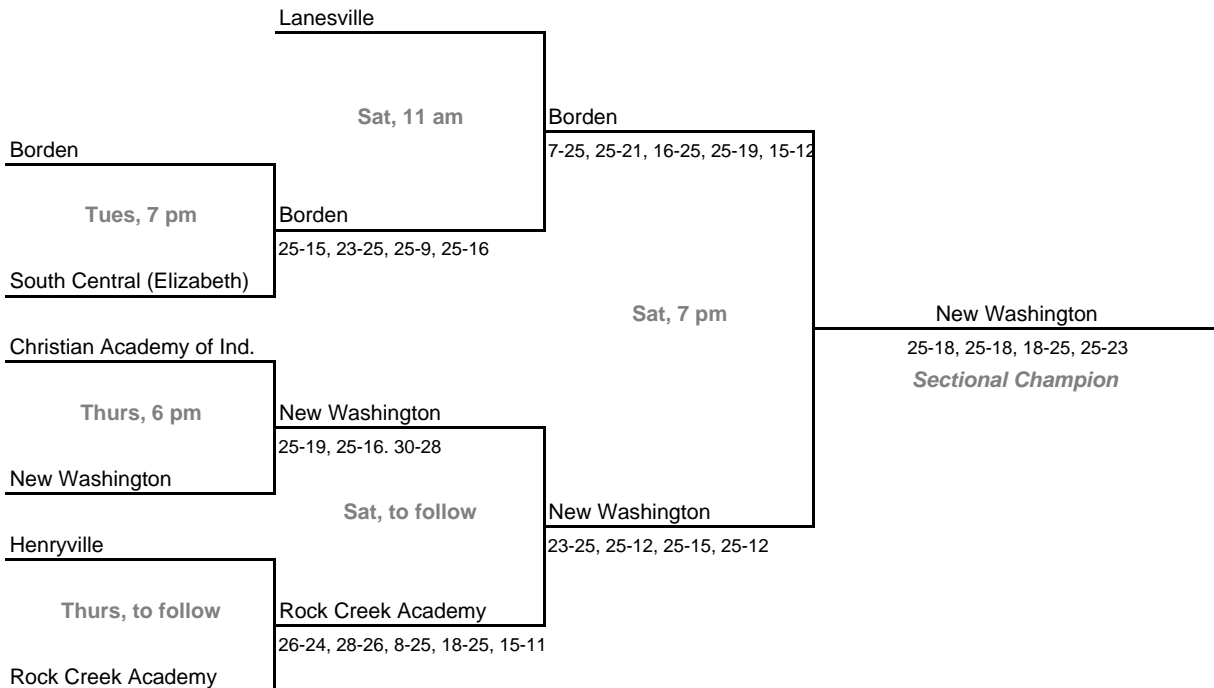 Lanesville
Sat, 11 am
Borden
Borden
7-25, 25-21, 16-25, 25-19, 15-12
Tues, 7 pm
Borden
25-15, 23-25, 25-9, 25-16
South Central (Elizabeth)
Sat, 7 pm
New Washington
Christian Academy of Ind.
25-18, 25-18, 18-25, 25-23
Sectional Champion
Thurs, 6 pm
New Washington
25-19, 25-16. 30-28
New Washington
Sat, to follow
New Washington
Henryville
23-25, 25-12, 25-15, 25-12
Thurs, to follow
Rock Creek Academy
26-24, 28-26, 8-25, 18-25, 15-11
Rock Creek Academy